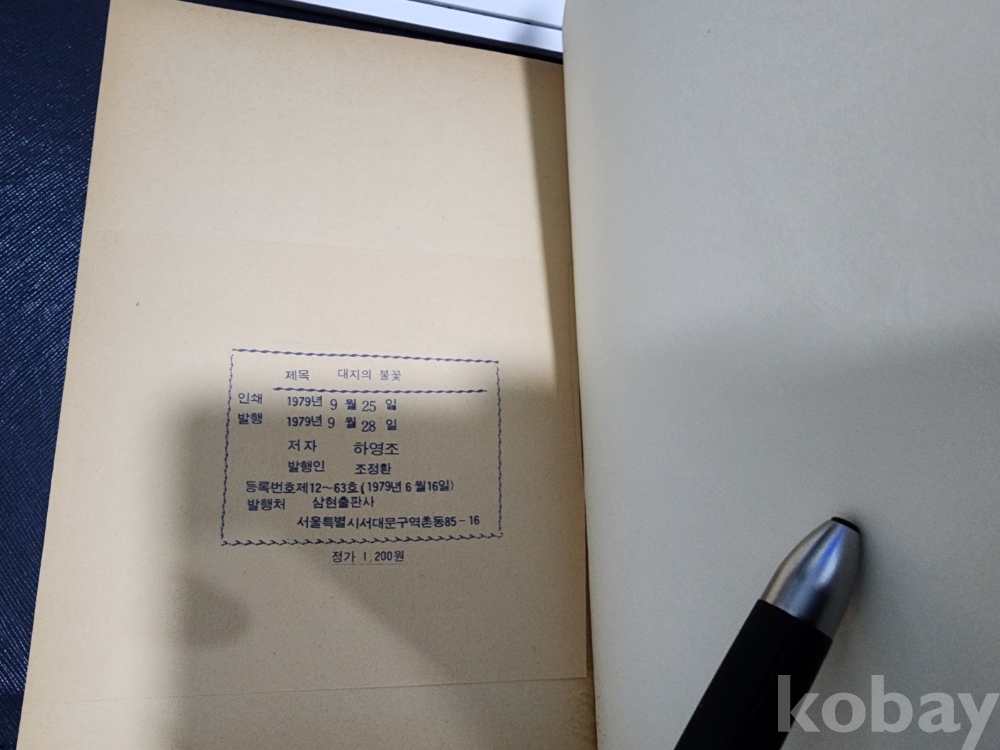 제목 대지의 불꽃
인쇄 1979년 9 월 25 일
발행 1979년 9 월 28 일
저자 하영조
발행인 조정환
등록번호제12~63호(1979년 6 월16일)
발행처 삼현출판사
서울특별시서대문구역촌동85-16
정가 1,200원
kobay